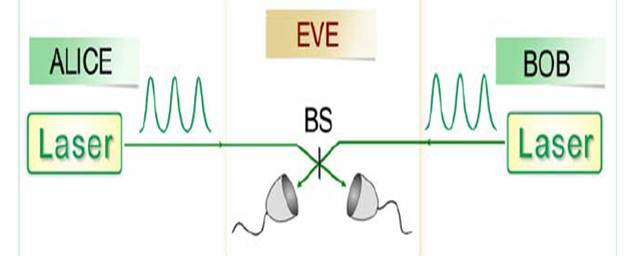 ALICE
EVE
BOB
BS
Laser
Laser